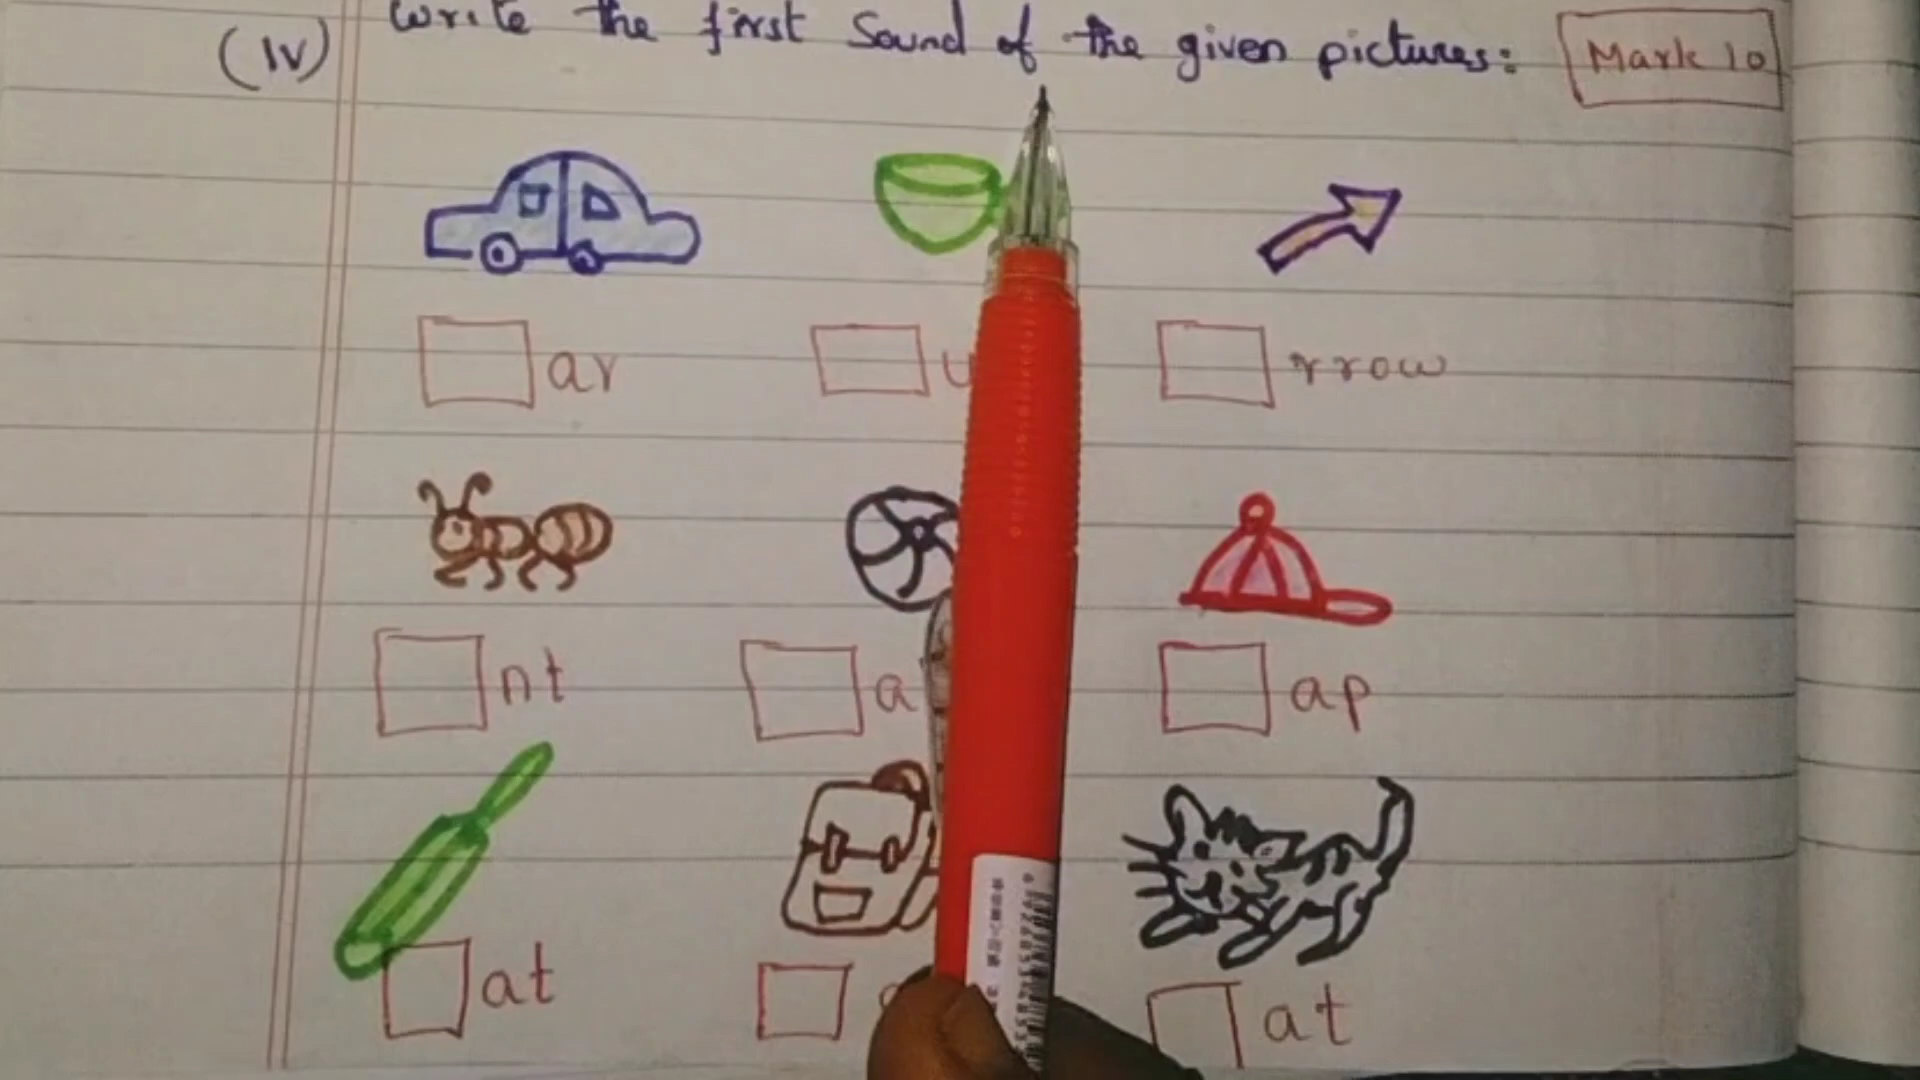 (IV) Write the first Sound of the given pictures: Mark 10
ar u rrow
nt a ap
at at